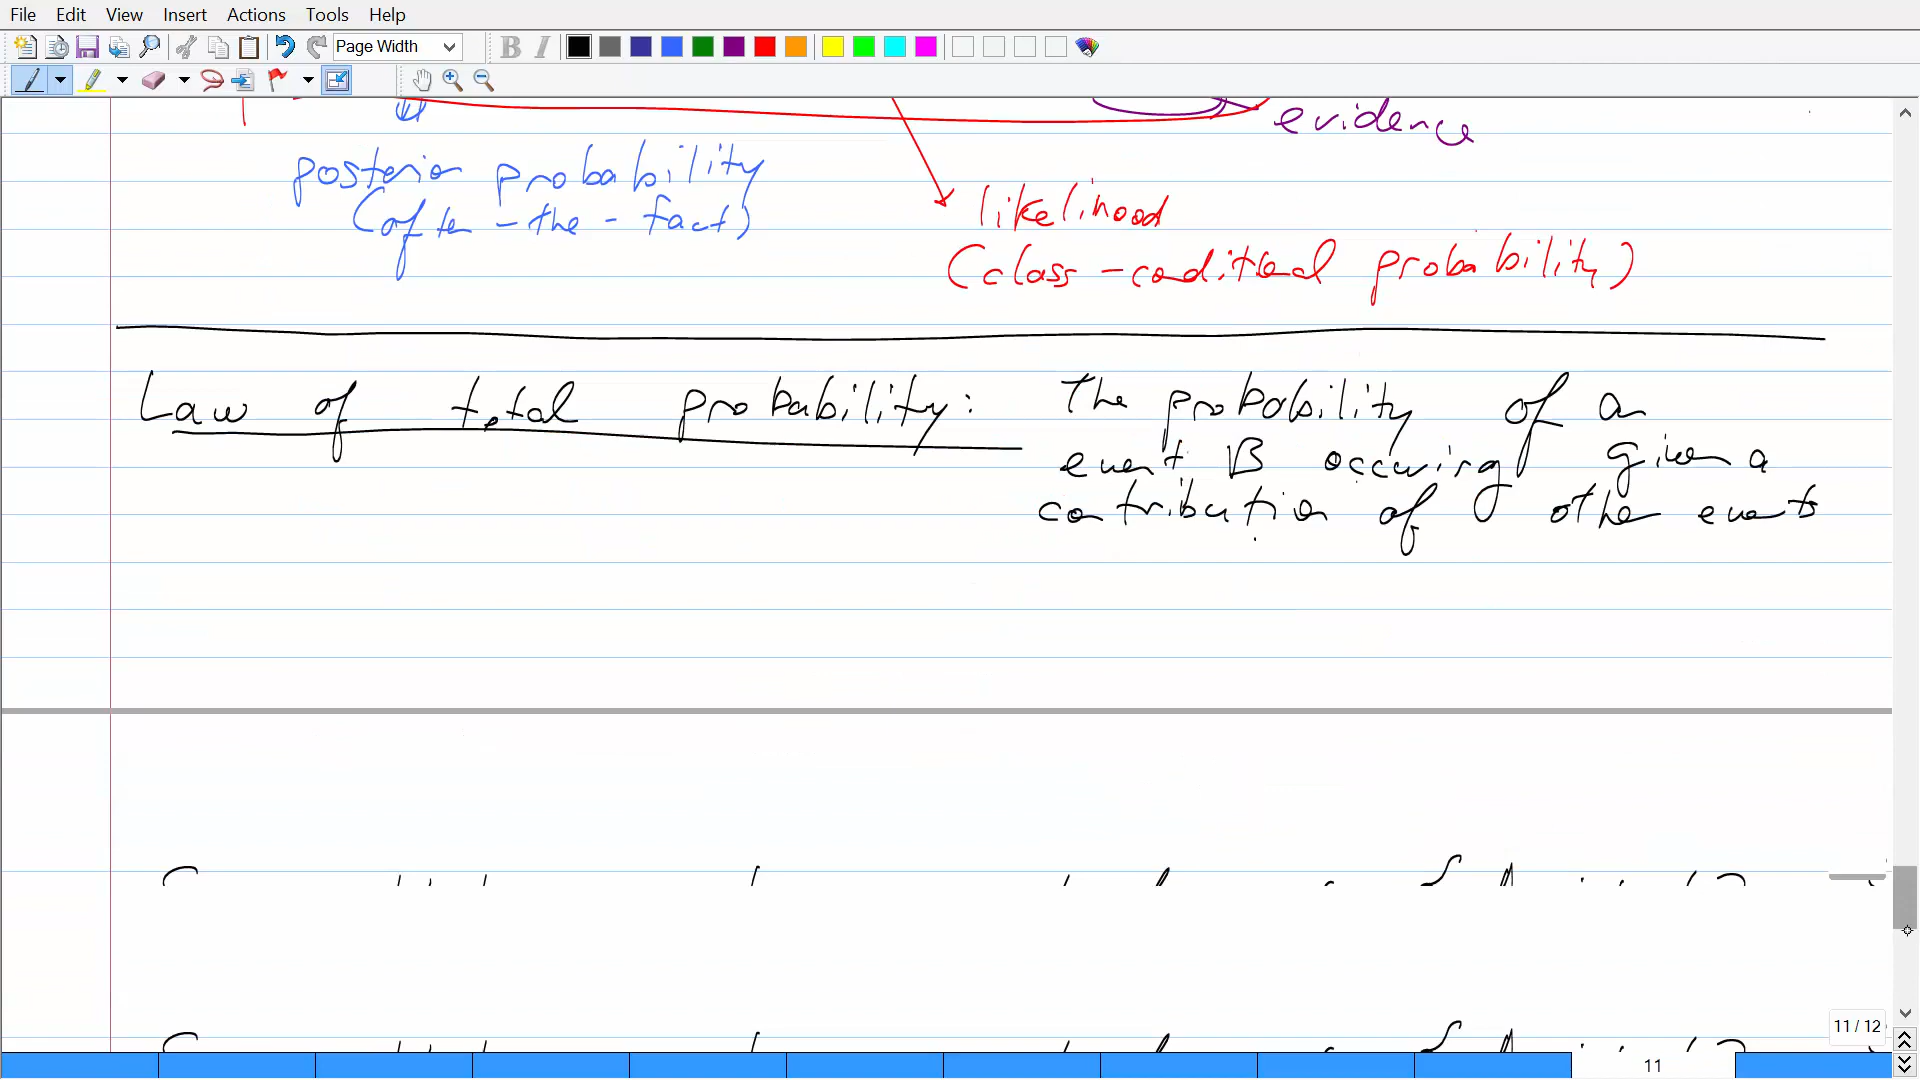 File Edit View Insert Actions Tools Help
Page Width B I
evidence
posterior probability
(after-the-fact)
likelihood
(class-conditional probability)
Law of total probability: The probability of an
event B occuring given a
contribution of other events
11 / 12
11